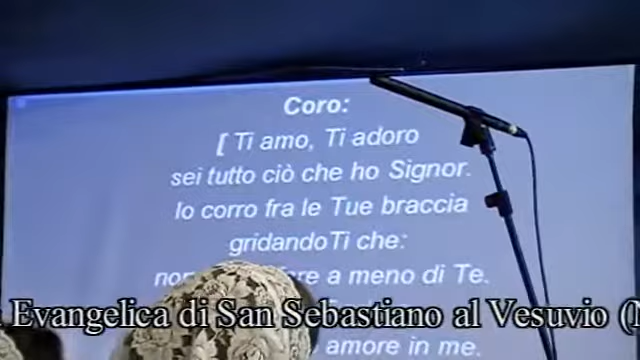 Coro:
[ Ti amo, Ti adoro
sei tutto ciò che ho Signor.
Io corro fra le Tue braccia
gridandoTi che:
a meno di Te.
Evangelica di San Sebastiano al Vesuvio
amore in me.